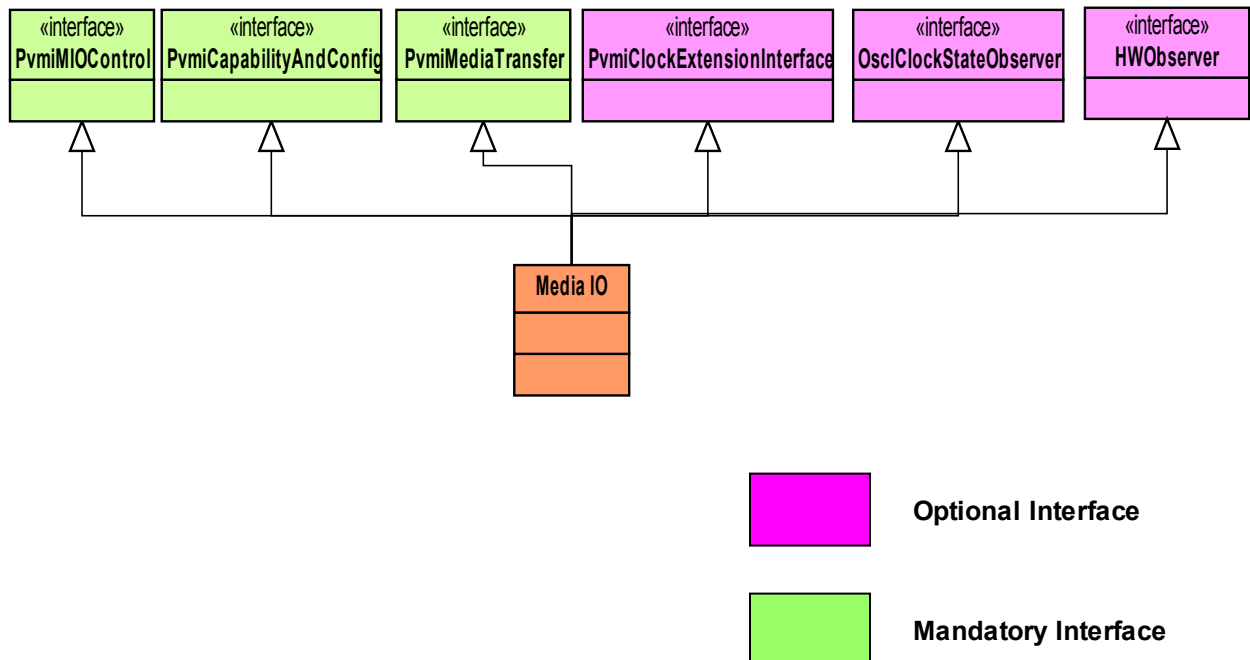 «interface»
PvmiMIOControl
«interface»
PvmiCapabilityAndConfig
«interface»
PvmiMediaTransfer
«interface»
PvmiClockExtensionInterface
«interface»
OsclClockStateObserver
«interface»
HWObserver
Media IO
Optional Interface
Mandatory Interface